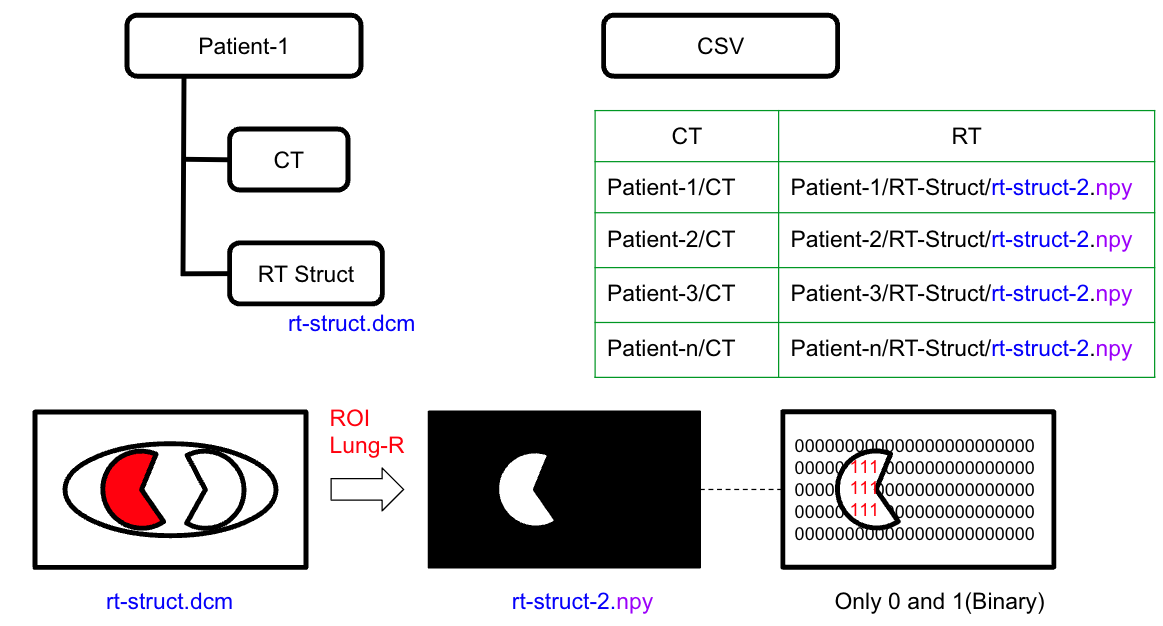 Patient-1
CT
RT Struct
rt-struct.dcm
CSV
CT RT
Patient-1/CT Patient-1/RT-Struct/rt-struct-2.npy
Patient-2/CT Patient-2/RT-Struct/rt-struct-2.npy
Patient-3/CT Patient-3/RT-Struct/rt-struct-2.npy
Patient-n/CT Patient-n/RT-Struct/rt-struct-2.npy
ROI
Lung-R
000000000000000000000000
00000 111 000000000000000
00000 111 0000000000000000
00000 111 000000000000000
000000000000000000000000
rt-struct.dcm
rt-struct-2.npy
Only 0 and 1(Binary)